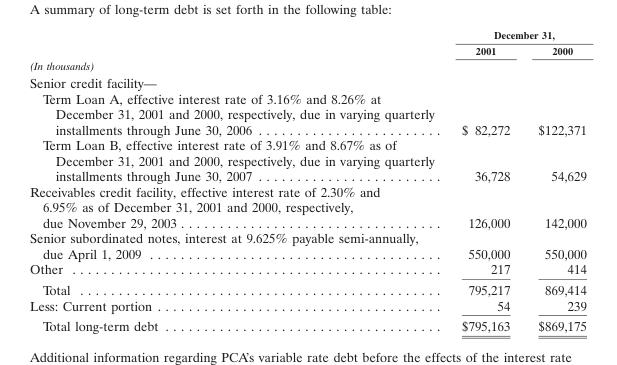 A summary of long-term debt is set forth in the following table:
December 31,
2001 2000
(In thousands)
Senior credit facility—
Term Loan A, effective interest rate of 3.16% and 8.26% at
December 31, 2001 and 2000, respectively, due in varying quarterly
installments through June 30, 2006 ........................ $ 82,272 $122,371
Term Loan B, effective interest rate of 3.91% and 8.67% as of
December 31, 2001 and 2000, respectively, due in varying quarterly
installments through June 30, 2007 ........................ 36,728 54,629
Receivables credit facility, effective interest rate of 2.30% and
6.95% as of December 31, 2001 and 2000, respectively,
due November 29, 2003 .................................. 126,000 142,000
Senior subordinated notes, interest at 9.625% payable semi-annually,
due April 1, 2009 ...................................... 550,000 550,000
Other ................................................ 217 414
Total ............................................... 795,217 869,414
Less: Current portion ..................................... 54 239
Total long-term debt .................................... $795,163 $869,175
Additional information regarding PCA's variable rate debt before the effects of the interest rate